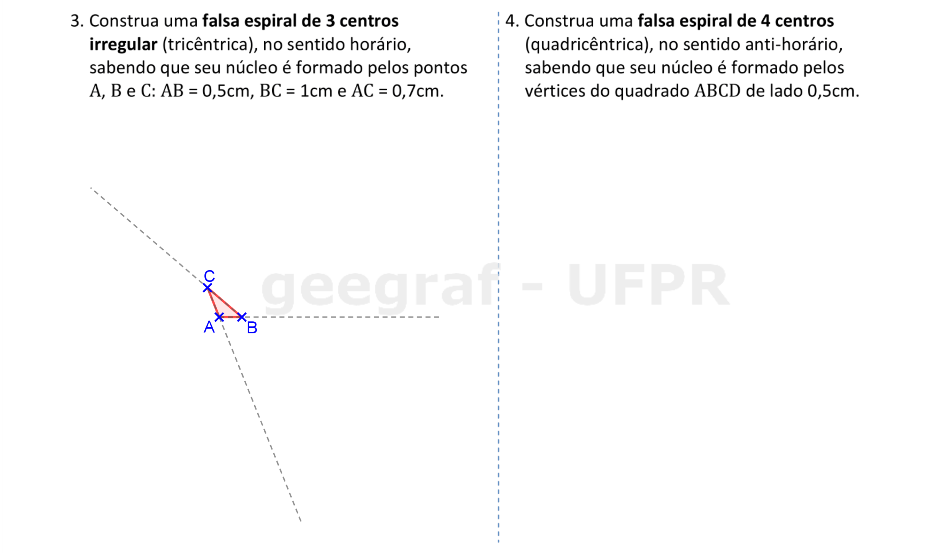 3. Construa uma falsa espiral de 3 centros
irregular (tricêntrica), no sentido horário,
sabendo que seu núcleo é formado pelos pontos
A, B e C: AB = 0,5cm, BC = 1cm e AC = 0,7cm.
4. Construa uma falsa espiral de 4 centros
(quadricêntrica), no sentido anti-horário,
sabendo que seu núcleo é formado pelos
vértices do quadrado ABCD de lado 0,5cm.
C
geegraf - UFPR
A
B